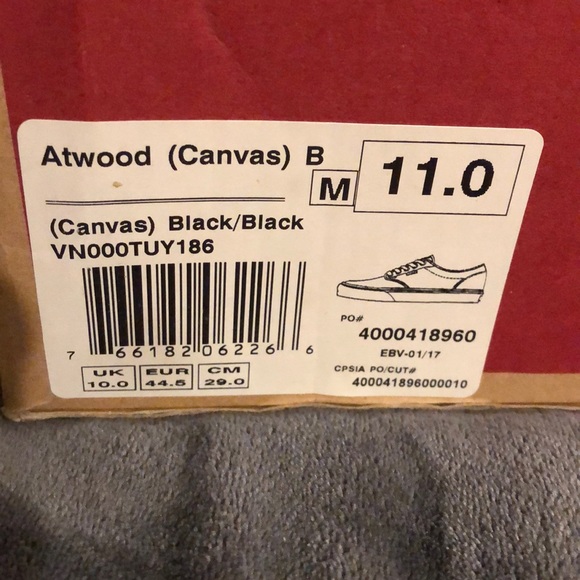 Atwood (Canvas) B
M 11.0
(Canvas) Black/Black
VN000TUY186
7 66182 06226 6
UK EUR CM
10.0 44.5 29.0
PO#
4000418960
EBV-01/17
CPSIA PO/CUT#
400041896000010